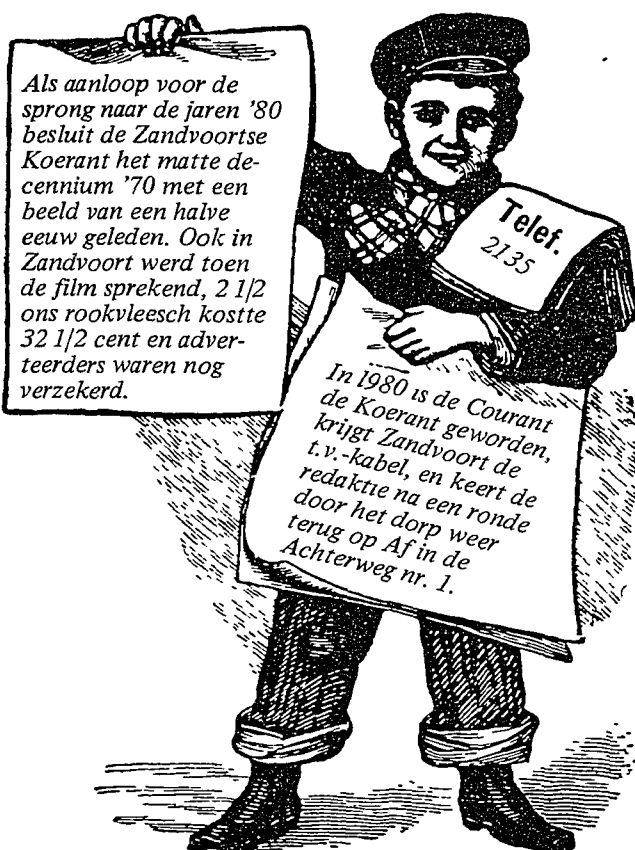 Als aanloop voor de
sprong naar de jaren '80
besluit de Zandvoortse
Koerant het matte de-
cennium '70 met een
beeld van een halve
eeuw geleden. Ook in
Zandvoort werd toen
de film sprekend, 2 1/2
ons rookvleesch kostte
32 1/2 cent en adver-
teerders waren nog
verzekerd.
Telef.
2135
In 1980 is de Courant
de Koerant geworden,
krijgt Zandvoort de
t.v.-kabel, en keert de
redaktie na een ronde
door het dorp weer
terug op Af in de
Achterweg nr. 1.